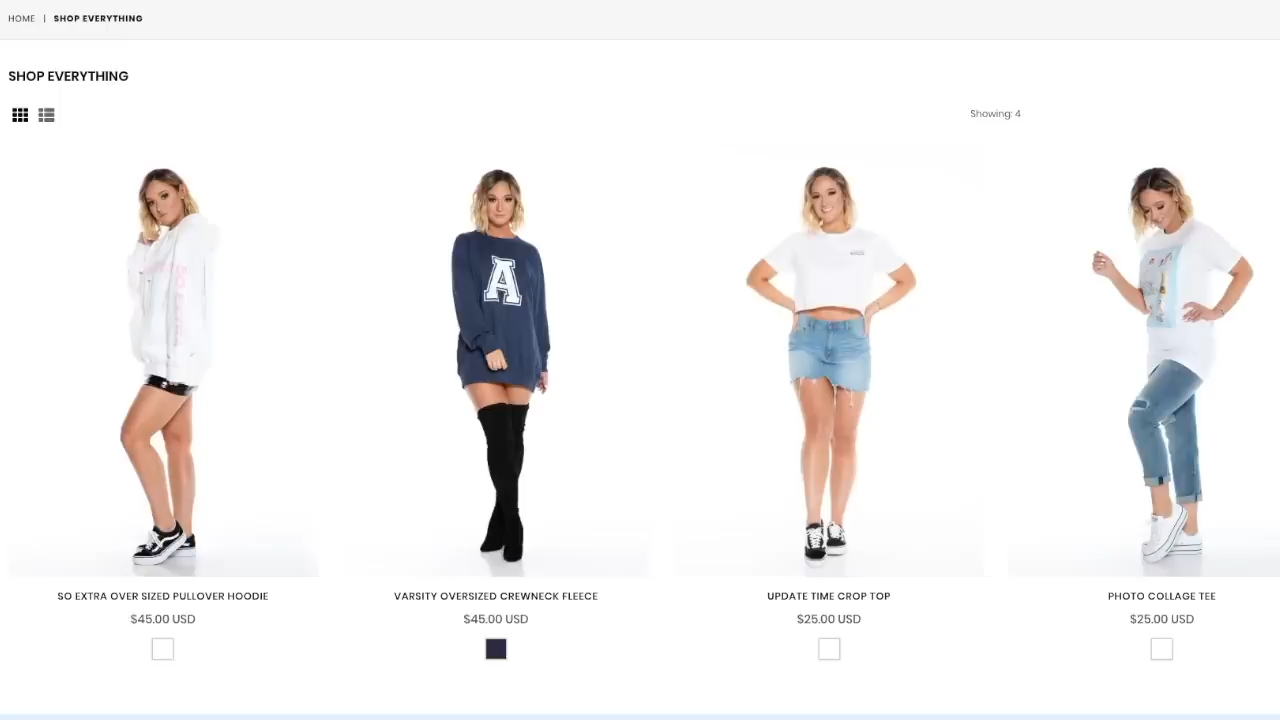 HOME | SHOP EVERYTHING
SHOP EVERYTHING
Showing: 4
A
SO EXTRA OVER SIZED PULLOVER HOODIE
VARSITY OVERSIZED CREWNECK FLEECE
UPDATE TIME CROP TOP
PHOTO COLLAGE TEE
$45.00 USD
$45.00 USD
$25.00 USD
$25.00 USD